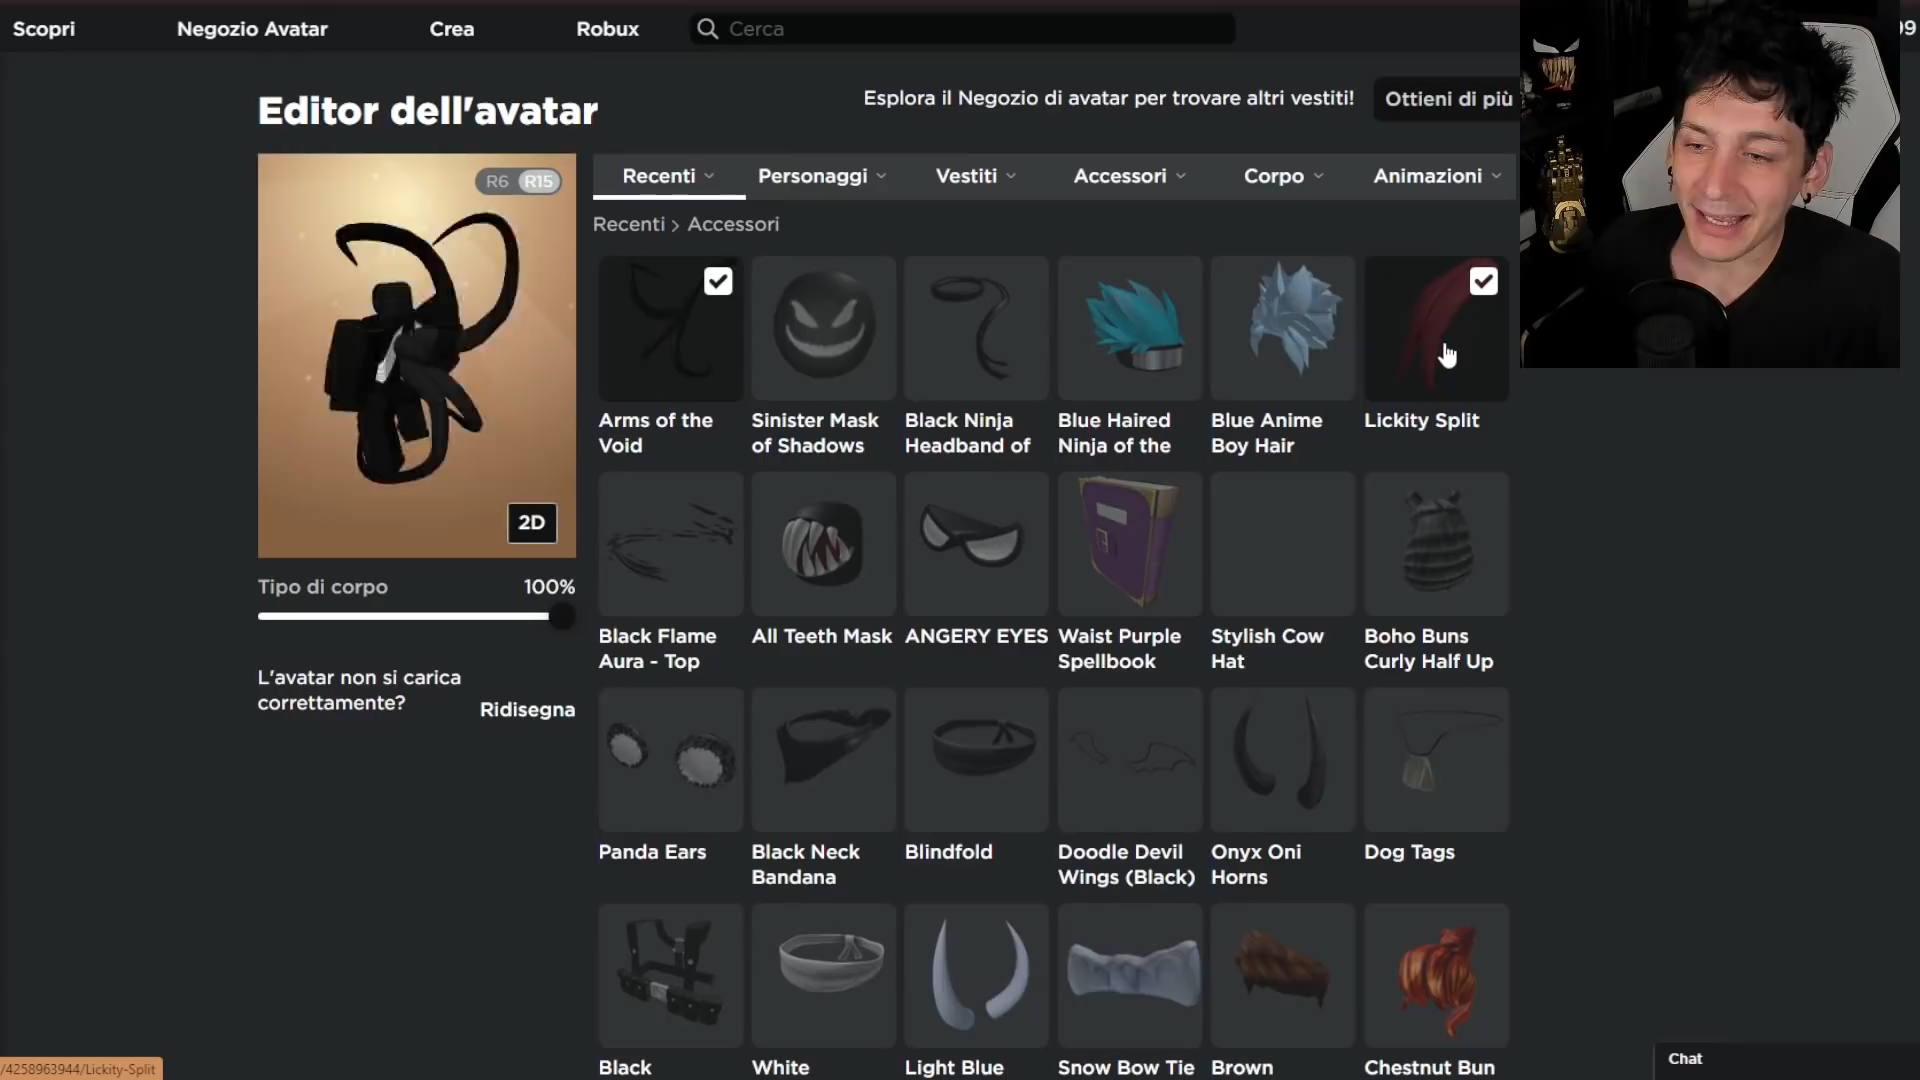 Scopri
Negozio Avatar
Crea
Robux
Cerca
Editor dell'avatar
Esplora il Negozio di avatar per trovare altri vestiti!
Ottieni di più
R6 R15
Recenti
Personaggi
Vestiti
Accessori
Corpo
Animazioni
Recenti > Accessori
Arms of the
Void
Sinister Mask
of Shadows
Black Ninja
Headband of
Blue Haired
Ninja of the
Blue Anime
Boy Hair
Lickity Split
2D
Tipo di corpo
100%
L'avatar non si carica
correttamente?
Ridisegna
Black Flame
Aura - Top
All Teeth Mask
ANGERY EYES
Waist Purple
Spellbook
Stylish Cow
Hat
Boho Buns
Curly Half Up
Panda Ears
Black Neck
Bandana
Blindfold
Doodle Devil
Wings (Black)
Onyx Oni
Horns
Dog Tags
Black
White
Light Blue
Snow Bow Tie
Brown
Chestnut Bun
/4258963944/Lickity-Split
Chat